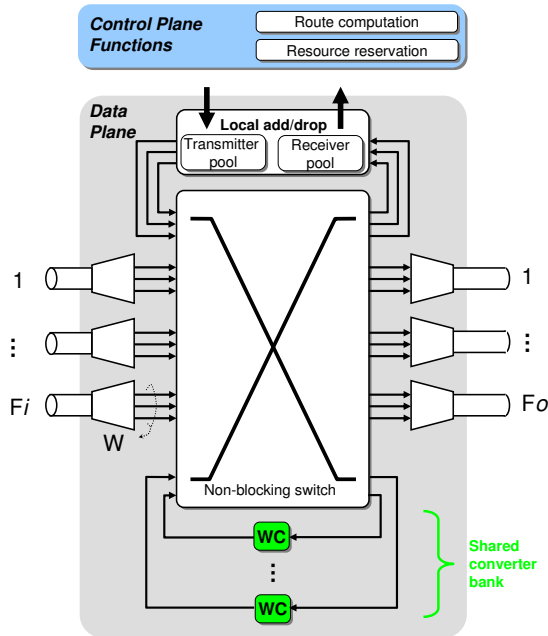 Control Plane
Functions
Route computation
Resource reservation
Data
Plane
Local add/drop
Transmitter
pool
Receiver
pool
1
1
⋮
⋮
Fi
Fo
W
Non-blocking switch
WC
⋮
WC
Shared
converter
bank